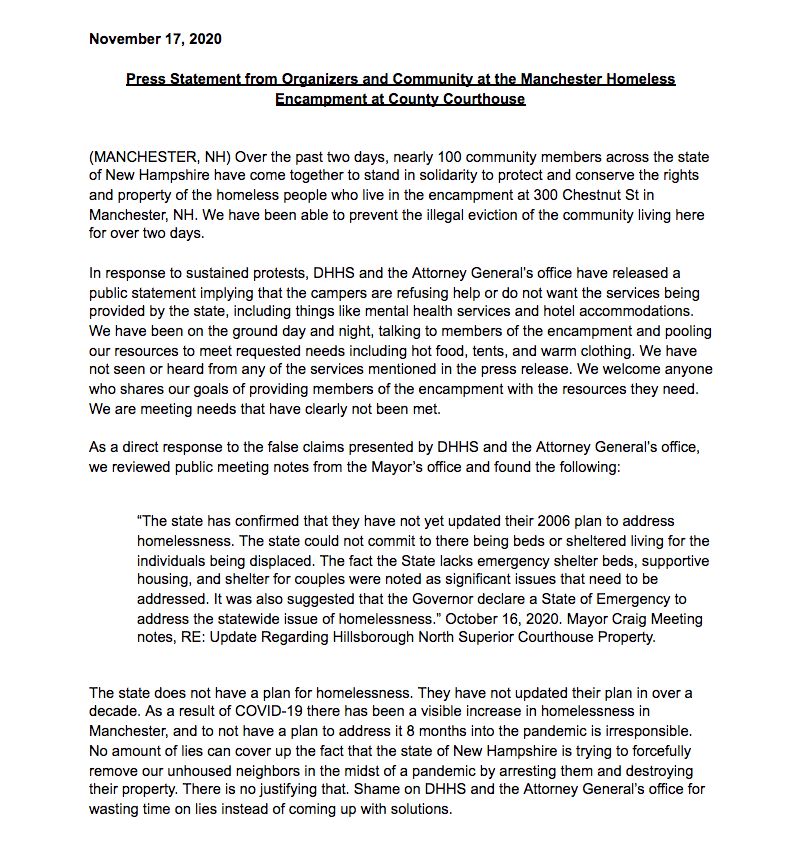 November 17, 2020
Press Statement from Organizers and Community at the Manchester Homeless
Encampment at County Courthouse
(MANCHESTER, NH) Over the past two days, nearly 100 community members across the state
of New Hampshire have come together to stand in solidarity to protect and conserve the rights
and property of the homeless people who live in the encampment at 300 Chestnut St in
Manchester, NH. We have been able to prevent the illegal eviction of the community living here
for over two days.
In response to sustained protests, DHHS and the Attorney General's office have released a
public statement implying that the campers are refusing help or do not want the services being
provided by the state, including things like mental health services and hotel accommodations.
We have been on the ground day and night, talking to members of the encampment and pooling
our resources to meet requested needs including hot food, tents, and warm clothing. We have
not seen or heard from any of the services mentioned in the press release. We welcome anyone
who shares our goals of providing members of the encampment with the resources they need.
We are meeting needs that have clearly not been met.
As a direct response to the false claims presented by DHHS and the Attorney General's office,
we reviewed public meeting notes from the Mayor's office and found the following:
“The state has confirmed that they have not yet updated their 2006 plan to address
homelessness. The state could not commit to there being beds or sheltered living for the
individuals being displaced. The fact the State lacks emergency shelter beds, supportive
housing, and shelter for couples were noted as significant issues that need to be
addressed. It was also suggested that the Governor declare a State of Emergency to
address the statewide issue of homelessness.” October 16, 2020. Mayor Craig Meeting
notes, RE: Update Regarding Hillsborough North Superior Courthouse Property.
The state does not have a plan for homelessness. They have not updated their plan in over a
decade. As a result of COVID-19 there has been a visible increase in homelessness in
Manchester, and to not have a plan to address it 8 months into the pandemic is irresponsible.
No amount of lies can cover up the fact that the state of New Hampshire is trying to forcefully
remove our unhoused neighbors in the midst of a pandemic by arresting them and destroying
their property. There is no justifying that. Shame on DHHS and the Attorney General's office for
wasting time on lies instead of coming up with solutions.